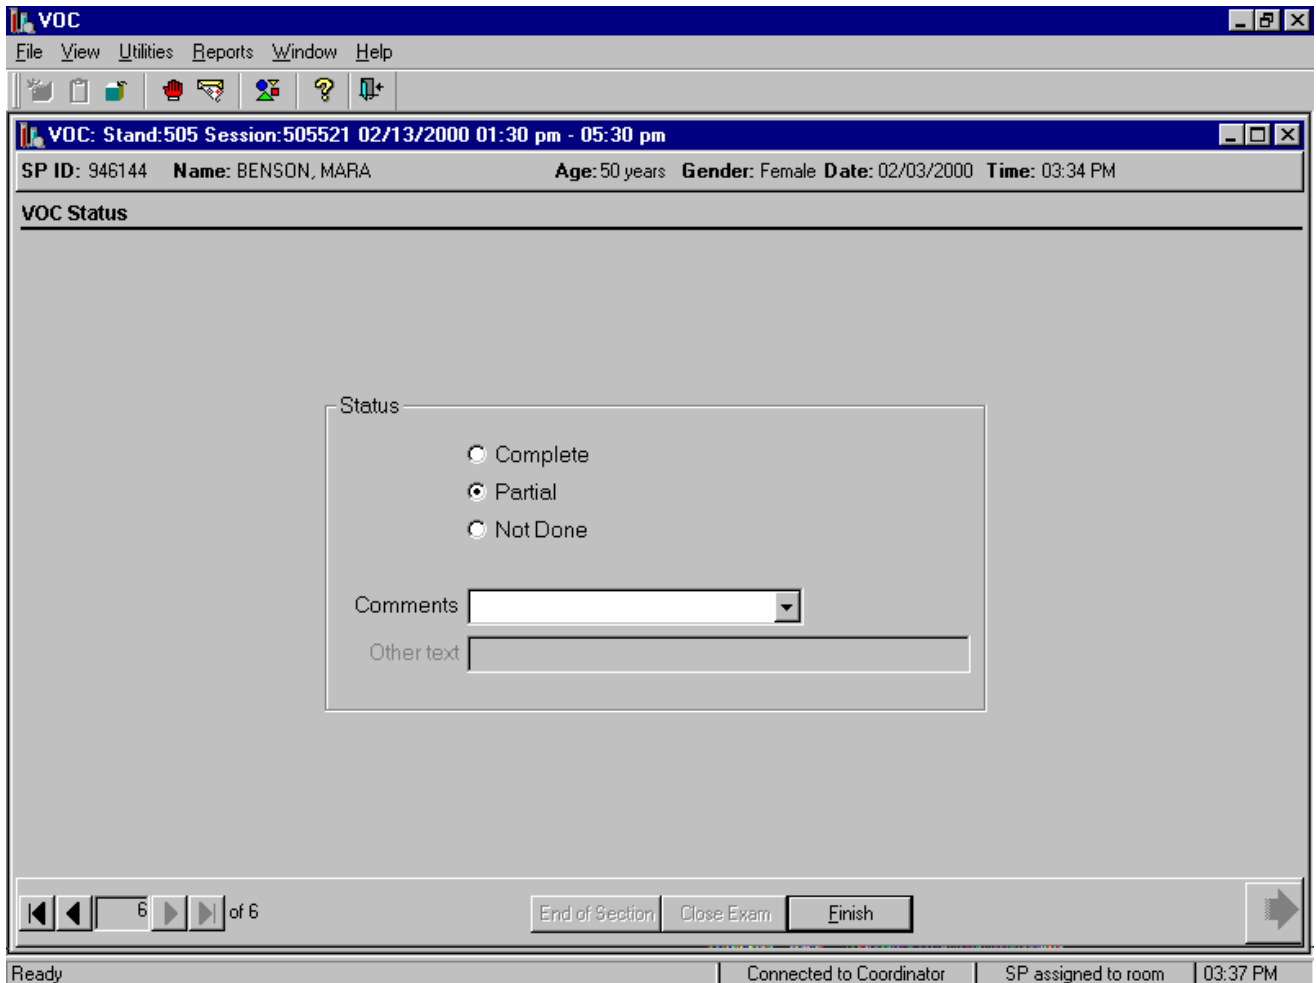 VOC
File View Utilities Reports Window Help
VOC: Stand:505 Session:505521 02/13/2000 01:30 pm - 05:30 pm
SP ID: 946144 Name: BENSON, MARA Age: 50 years Gender: Female Date: 02/03/2000 Time: 03:34 PM
VOC Status
Status
Complete
Partial
Not Done
Comments
Other text
6 of 6 End of Section Close Exam Finish
Ready Connected to Coordinator SP assigned to room 03:37 PM